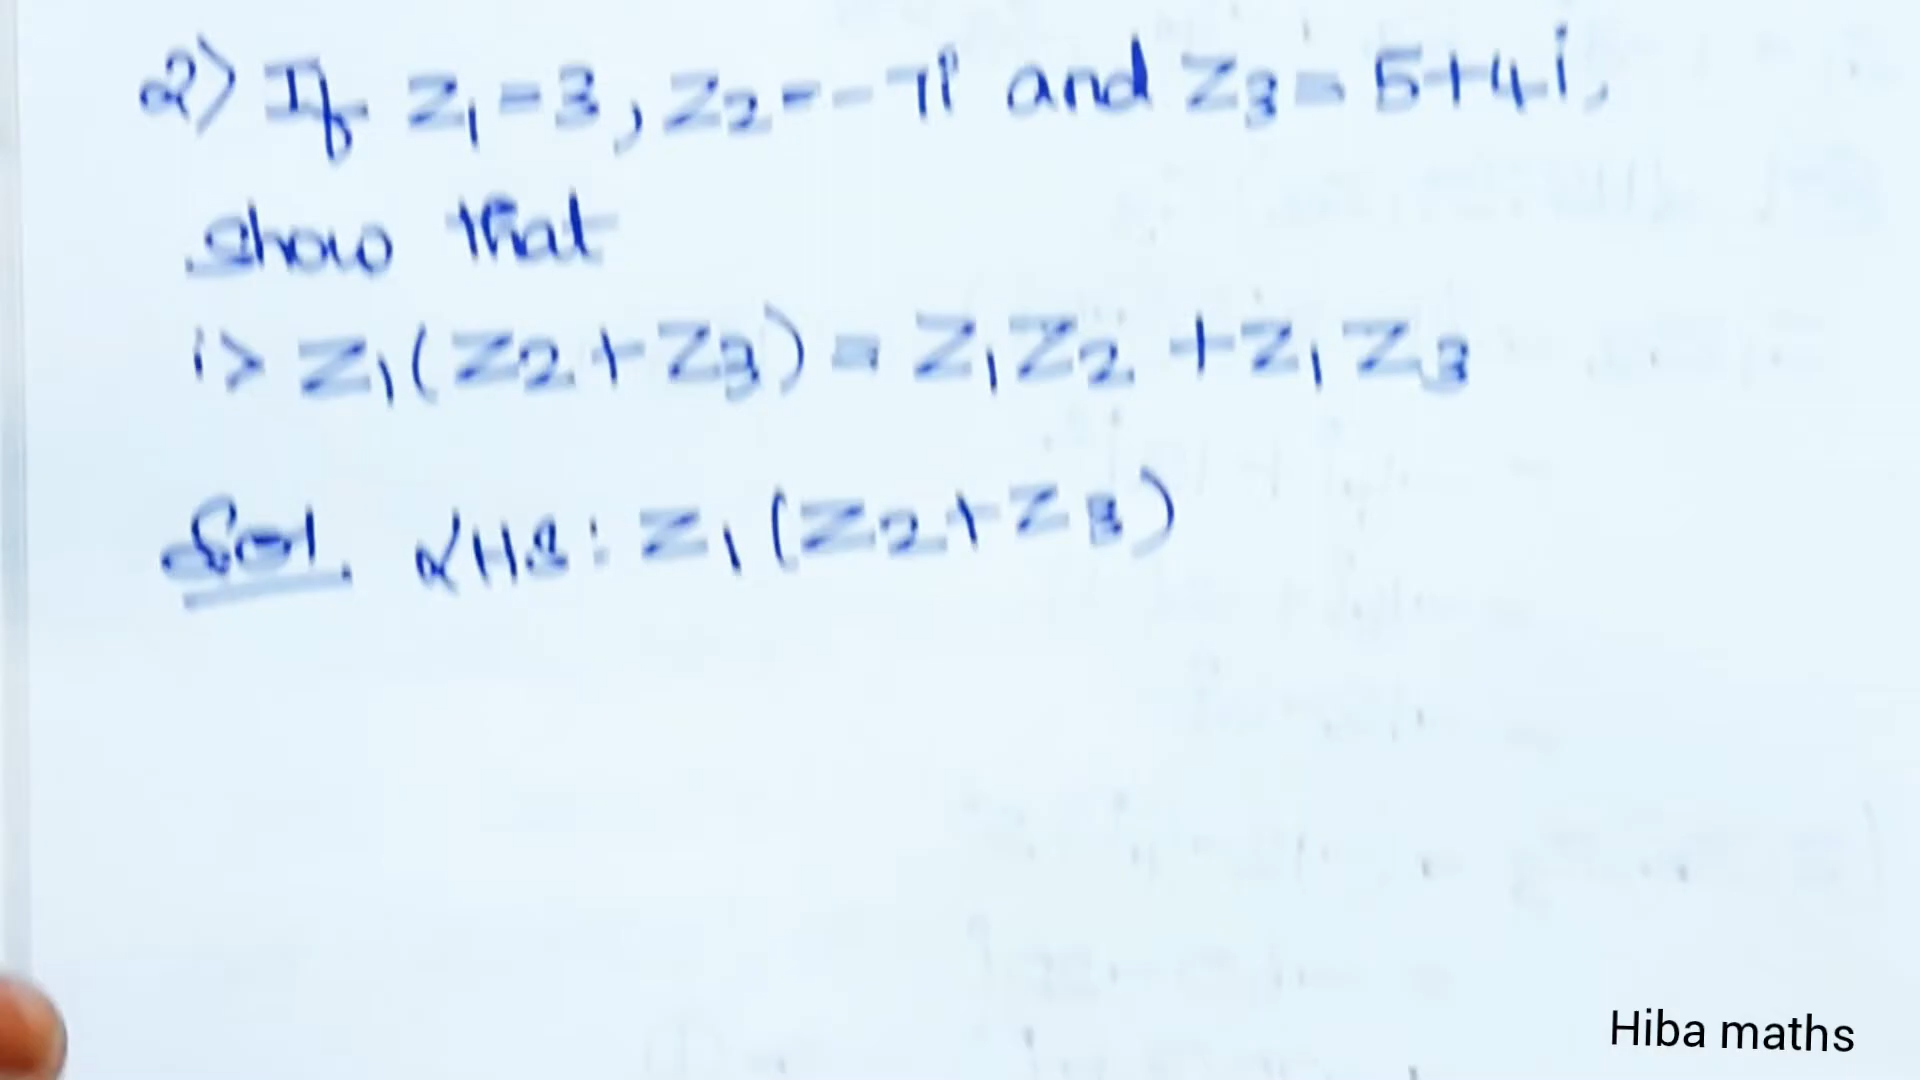 2) If z₁ = 3, z₂ = -7i and z₃ = 5+4i,
show that
i> z₁(z₂+z₃) = z₁z₂ + z₁z₃
Sol. LHS: z₁(z₂+z₃)
Hiba maths